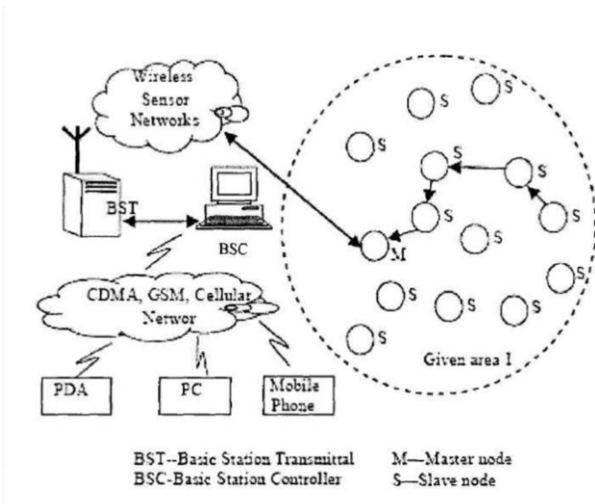 Wireless
Sensor
Networks
S
S
S
S
S
S
S
S
M
S
S
S
S
S
Given area 1
BST
BSC
CDMA, GSM, Cellular
Networ
PDA
PC
Mobile
Phone
BST--Basic Station Transmittal
BSC-Basic Station Controller
M—Master node
S—Slave node